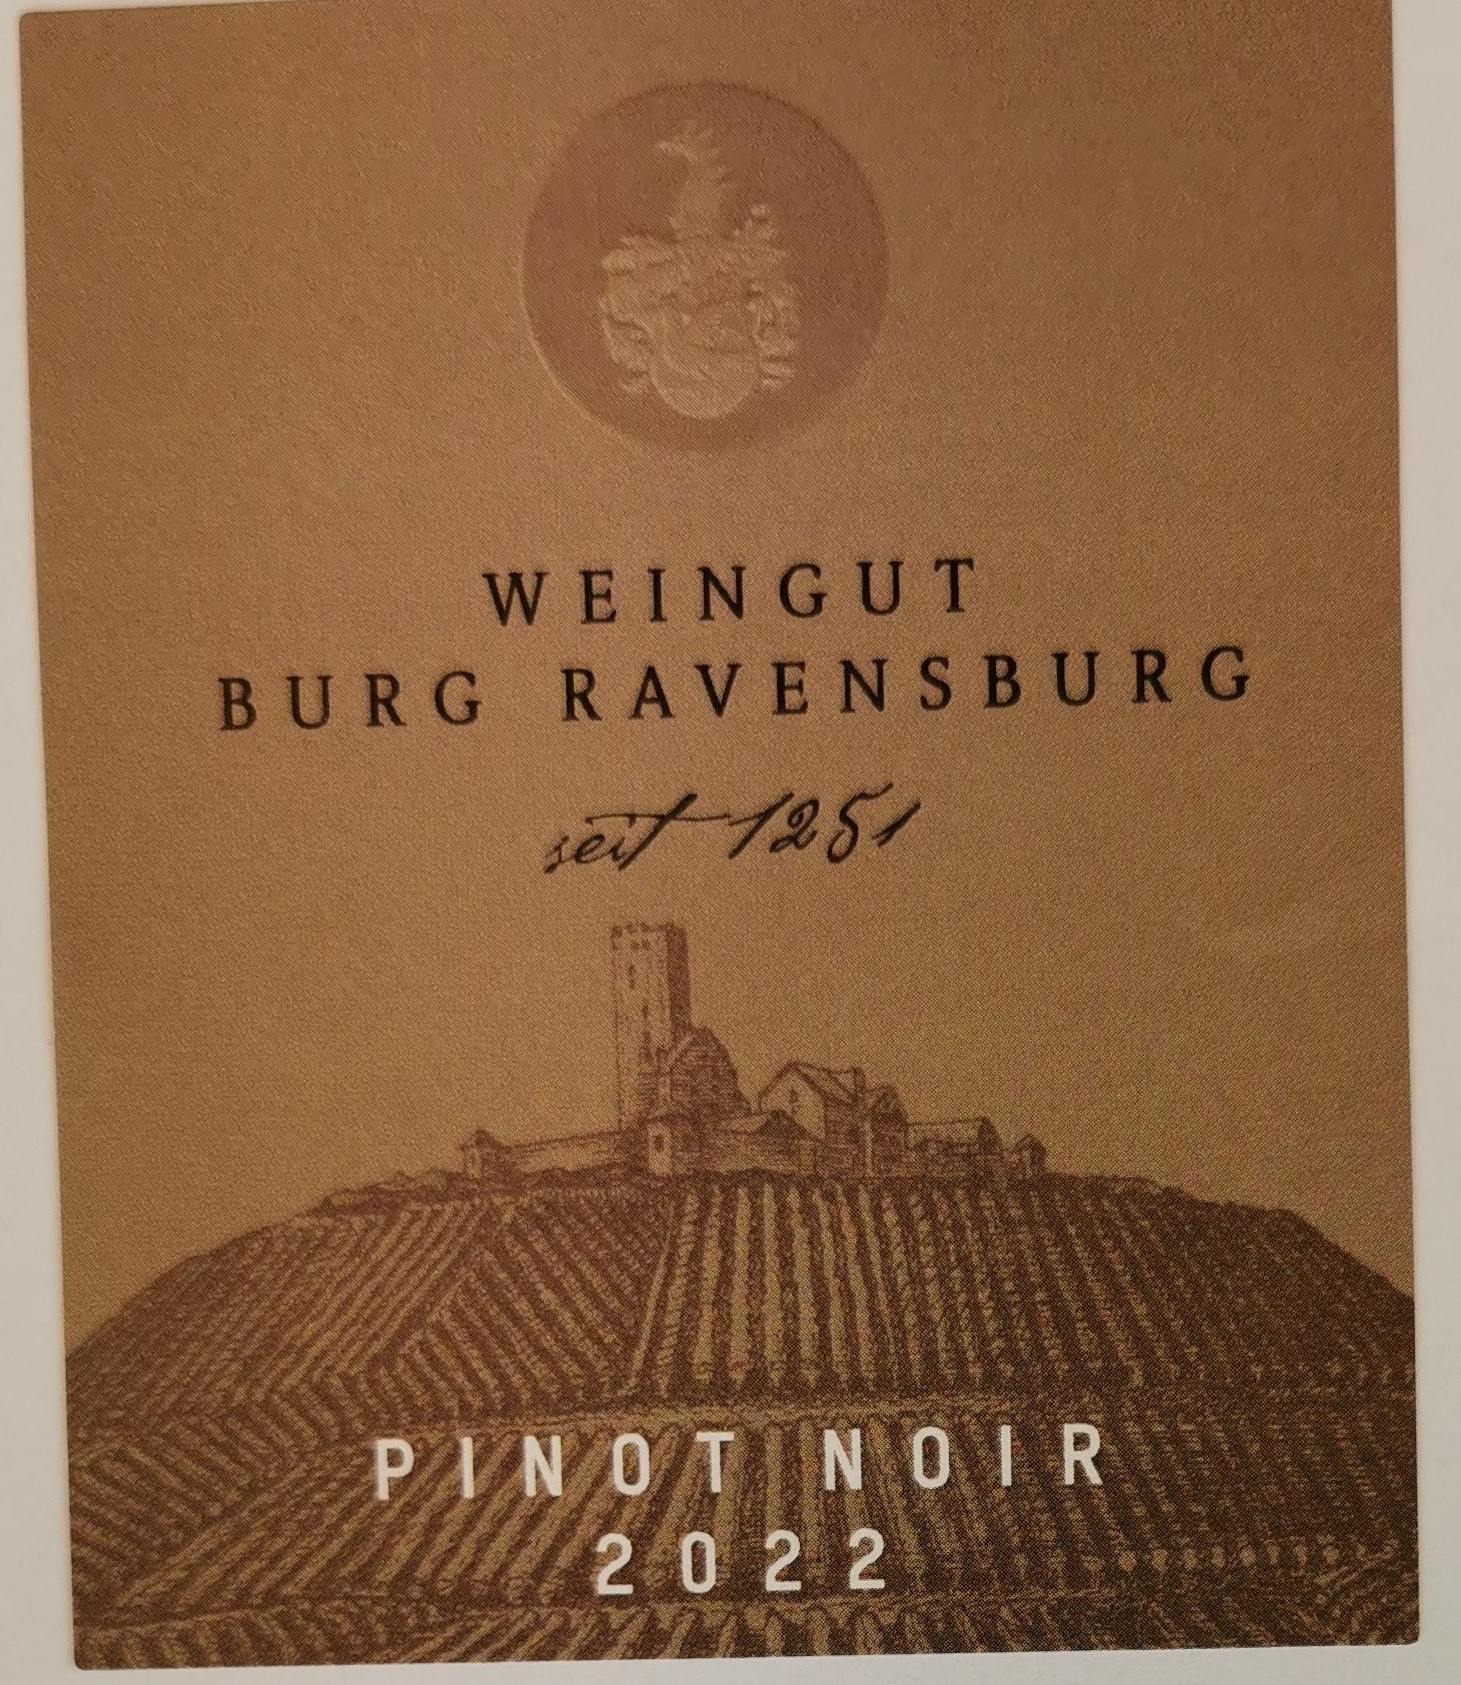 WEINGUT
BURG RAVENSBURG
seit 1251
PINOT NOIR
2022